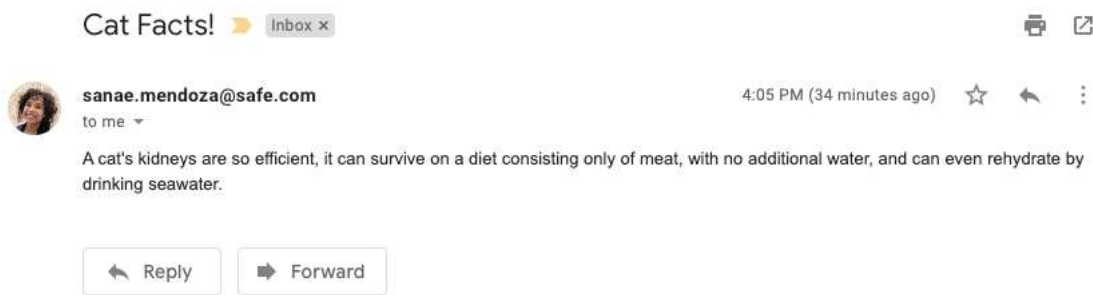 Cat Facts! Inbox ×
sanae.mendoza@safe.com 4:05 PM (34 minutes ago)
to me
A cat's kidneys are so efficient, it can survive on a diet consisting only of meat, with no additional water, and can even rehydrate by
drinking seawater.
Reply Forward